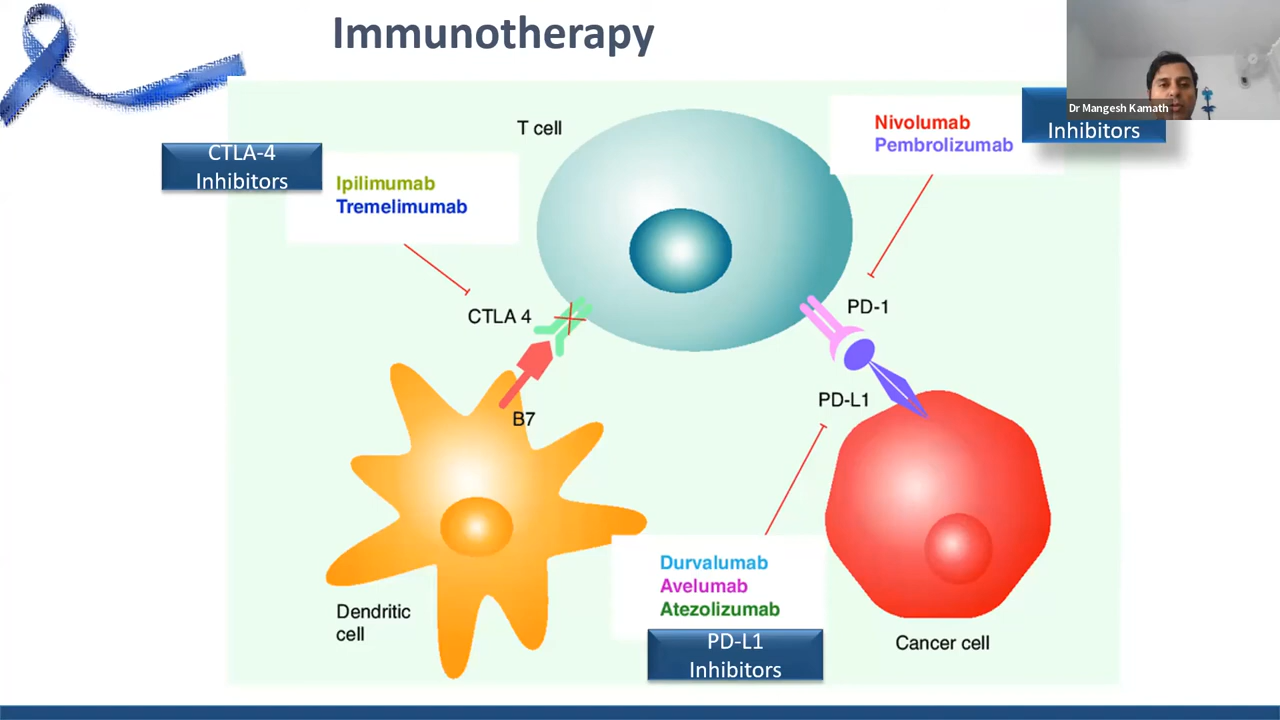 Immunotherapy
Dr Mangesh Kamath
Inhibitors
Nivolumab
Pembrolizumab
T cell
CTLA-4
Inhibitors
Ipilimumab
Tremelimumab
CTLA 4
PD-1
B7
PD-L1
Durvalumab
Avelumab
Atezolizumab
PD-L1
Inhibitors
Dendritic
cell
Cancer cell